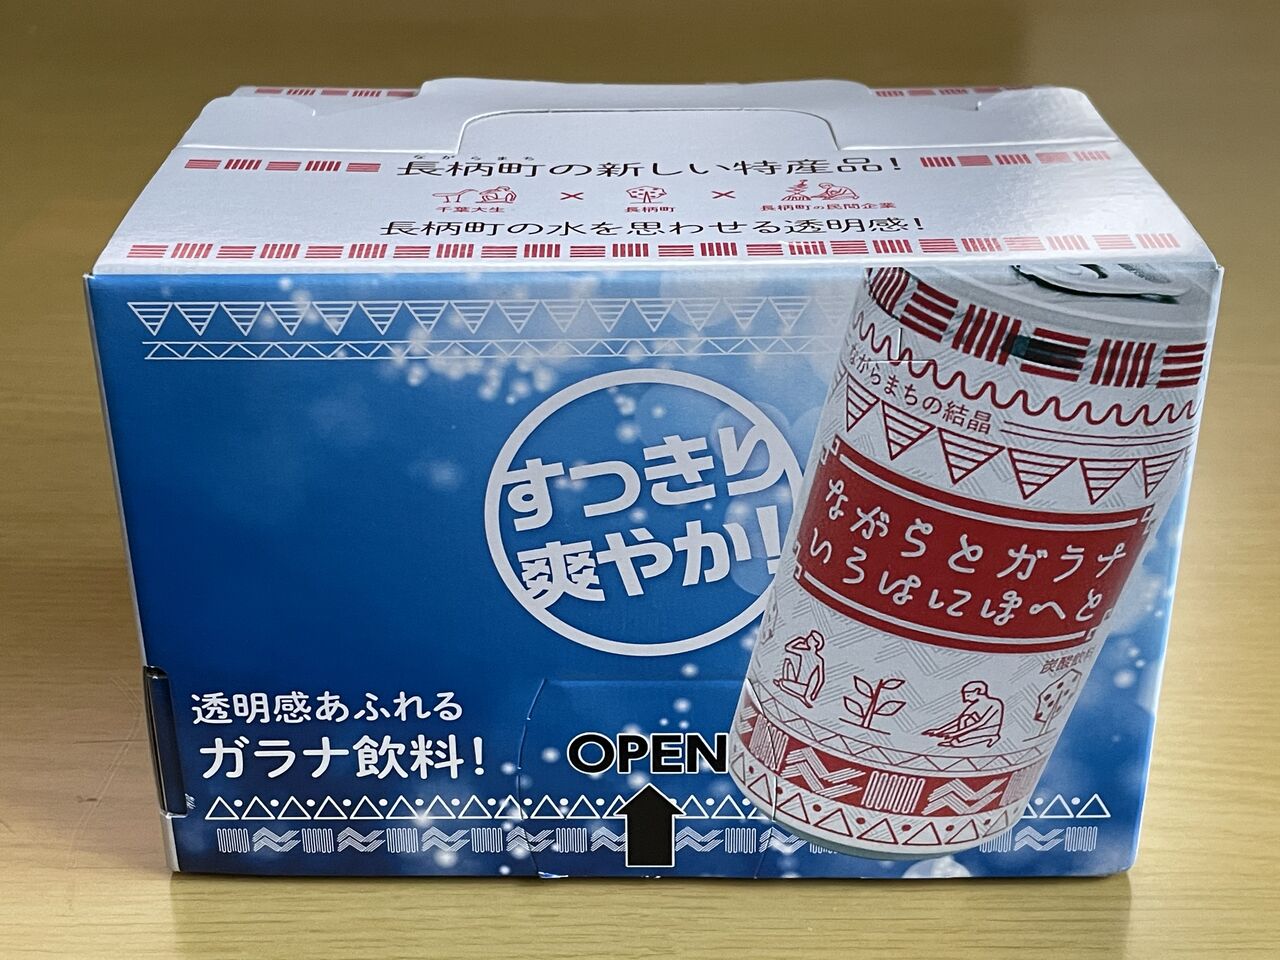 ながらまち
長柄町の新しい特産品!
千葉大生 × 長柄町 × 長柄町の民間企業
長柄町の水を思わせる透明感!
すっきり
爽やか!
透明感あふれる
ガラナ飲料!
OPEN
ながらまちの結晶
ながらとガラナ
いろはにほへと
炭酸飲料